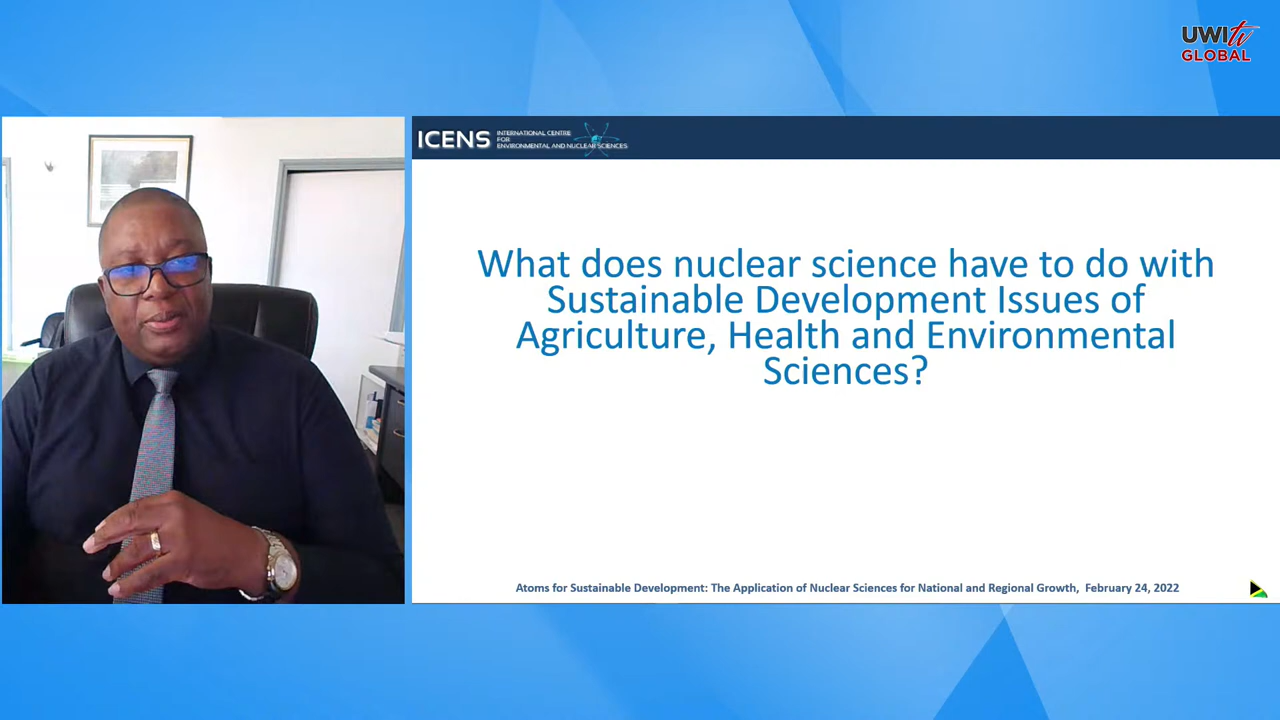 UWItv
GLOBAL
ICENS
INTERNATIONAL CENTRE
FOR
ENVIRONMENTAL AND NUCLEAR SCIENCES
What does nuclear science have to do with
Sustainable Development Issues of
Agriculture, Health and Environmental
Sciences?
Atoms for Sustainable Development: The Application of Nuclear Sciences for National and Regional Growth, February 24, 2022